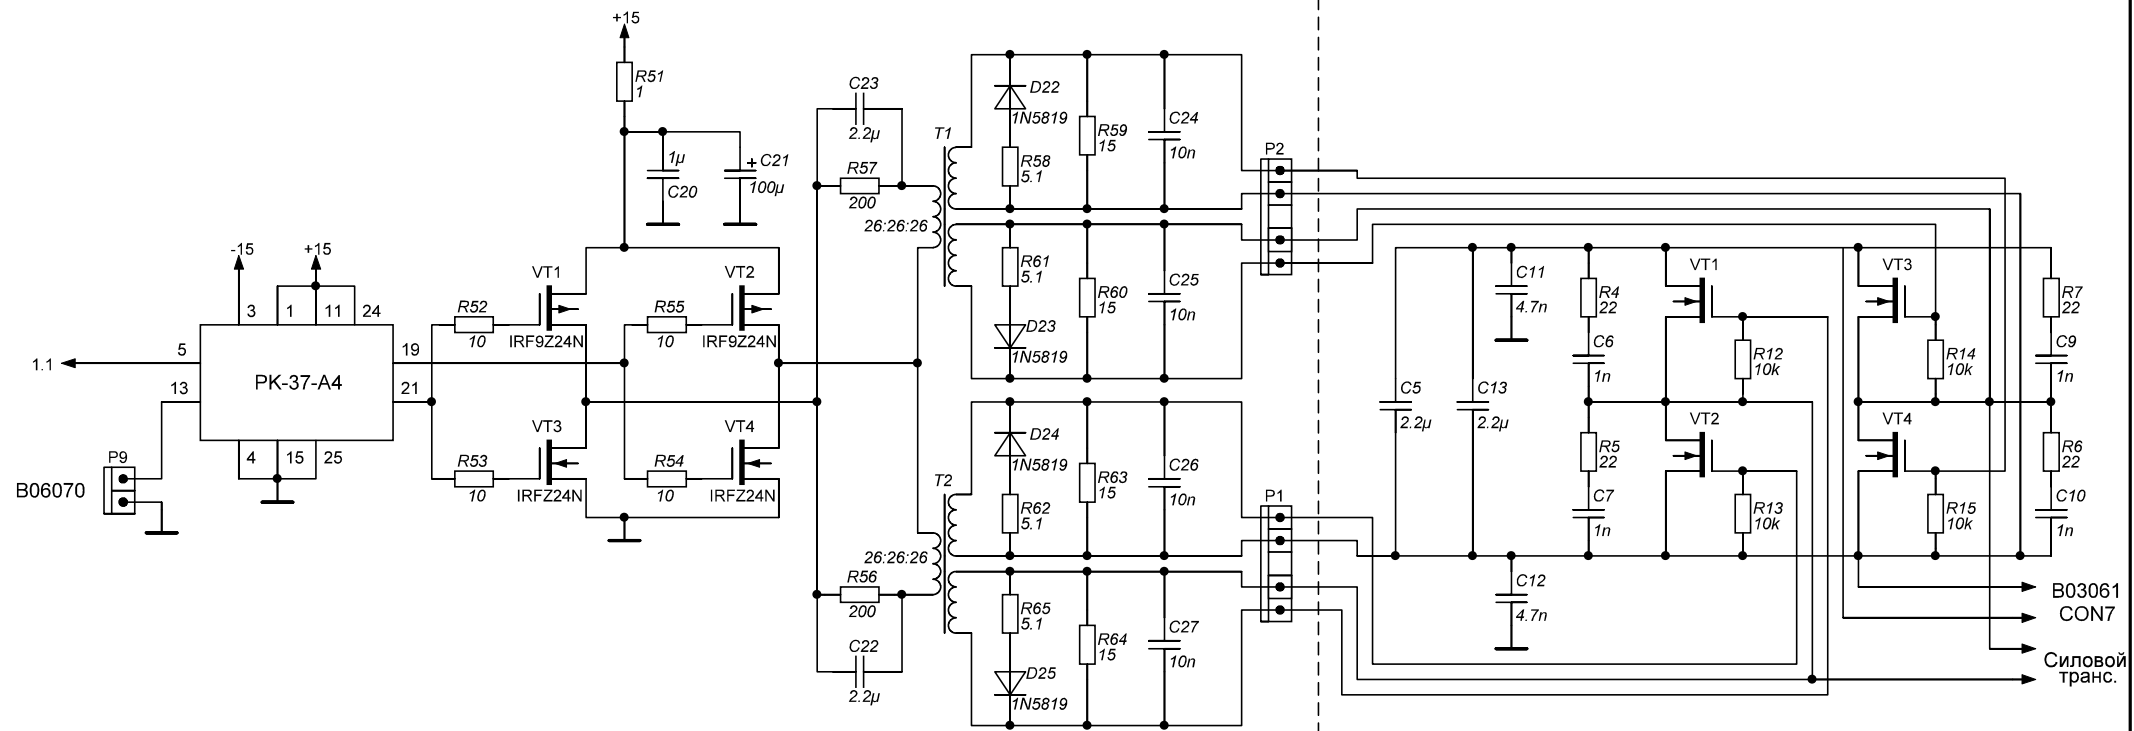 +15
R51
1
1µ
C20
+ C21
100µ
-15
+15
3
1
11
24
1.1
5
13
PK-37-A4
19
21
4
15
25
P9
B06070
R52
10
VT1
IRF9Z24N
R55
10
VT2
IRF9Z24N
R53
10
VT3
IRFZ24N
R54
10
VT4
IRFZ24N
C23
2.2µ
R57
200
T1
26:26:26
D22
1N5819
R58
5.1
R59
15
C24
10n
R61
5.1
D23
1N5819
R60
15
C25
10n
P2
T2
26:26:26
R56
200
C22
2.2µ
D24
1N5819
R62
5.1
R63
15
C26
10n
R65
5.1
D25
1N5819
R64
15
C27
10n
P1
C5
2.2µ
C13
2.2µ
C11
4.7n
C12
4.7n
R4
22
C6
1n
R5
22
C7
1n
VT1
R12
10k
VT2
R13
10k
VT3
R14
10k
VT4
R15
10k
R7
22
C9
1n
R6
22
C10
1n
B03061
CON7
Силовой
транс.